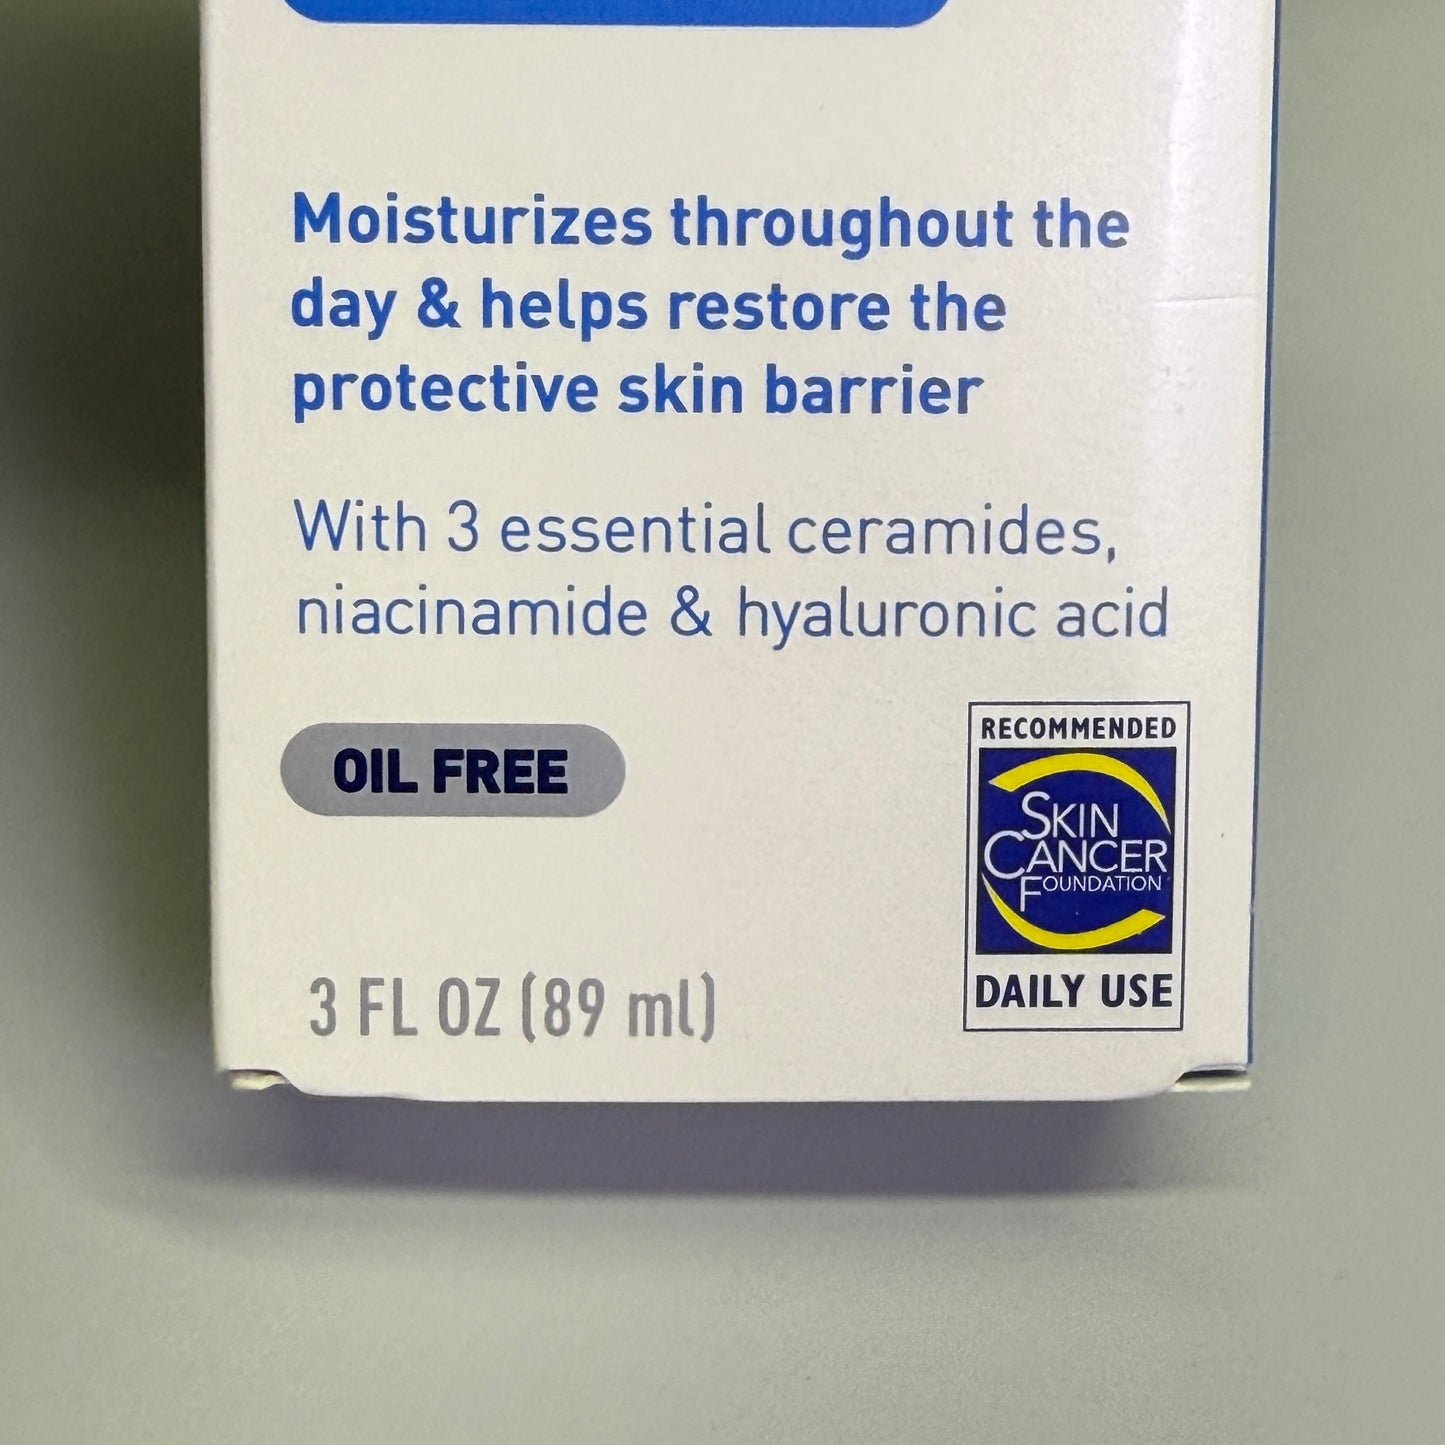 Moisturizes throughout the
day & helps restore the
protective skin barrier
With 3 essential ceramides,
niacinamide & hyaluronic acid
OIL FREE
RECOMMENDED
SKIN
CANCER
FOUNDATION
DAILY USE
3 FL OZ (89 ml)